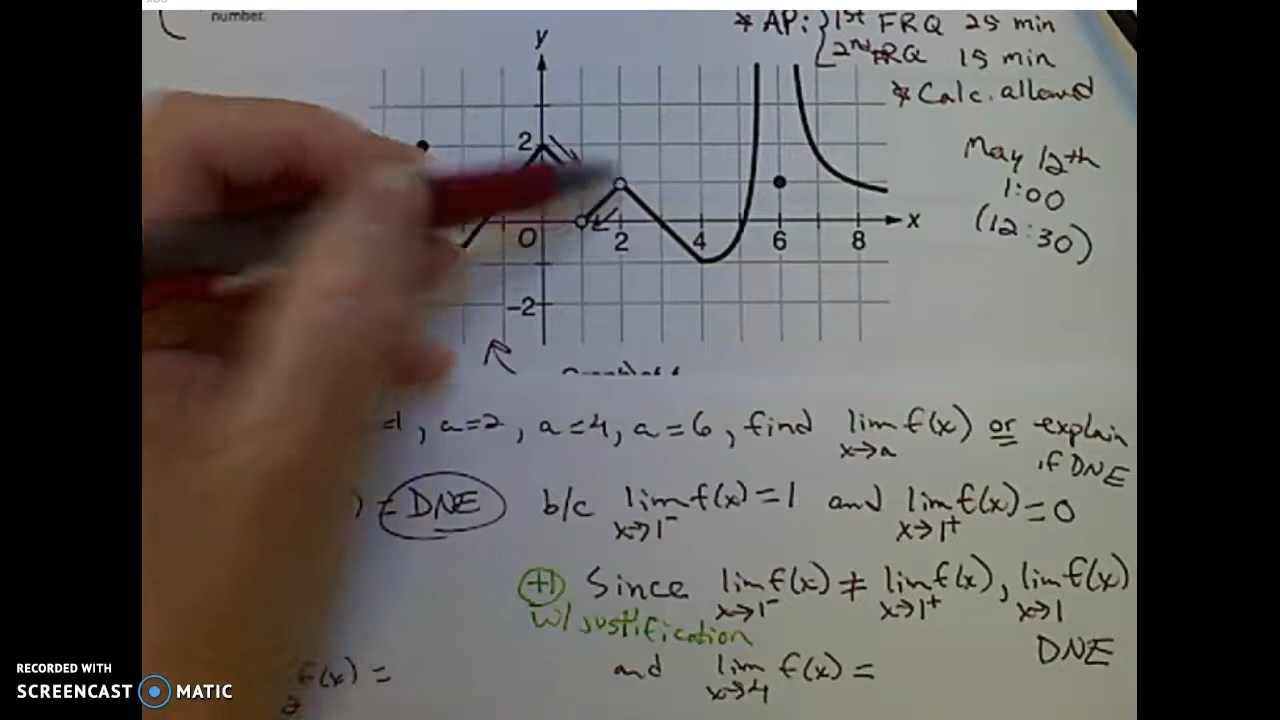 number.
* AP: 1st FRQ 25 min
2nd FRQ 15 min
* Calc. allowed
May 12th
1:00
(12:30)
y
2
0 2 4 6 8 x
-2
=1, a=2, a=4, a=6, find lim f(x) or explain
x→a if DNE
) = DNE b/c lim f(x) = 1 and lim f(x) = 0
x→1⁻ x→1⁺
+1 Since lim f(x) ≠ lim f(x), lim f(x)
x→1⁻ x→1⁺ x→1
w/ justification DNE
f(x) = and lim f(x) =
2 x→4
RECORDED WITH
SCREENCAST MATIC